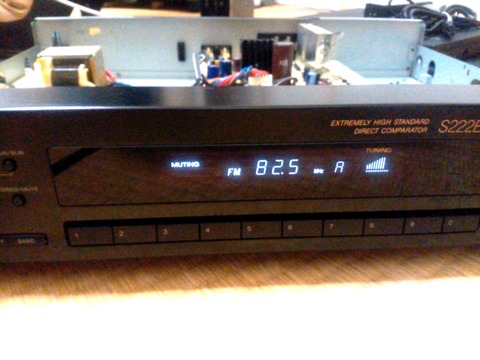 EXTREMELY HIGH STANDARD
DIRECT COMPARATOR
TUNING
MUTING
FM 82.5 MHz A
1 2 3 4 5 6 7 8 9 0
BAND